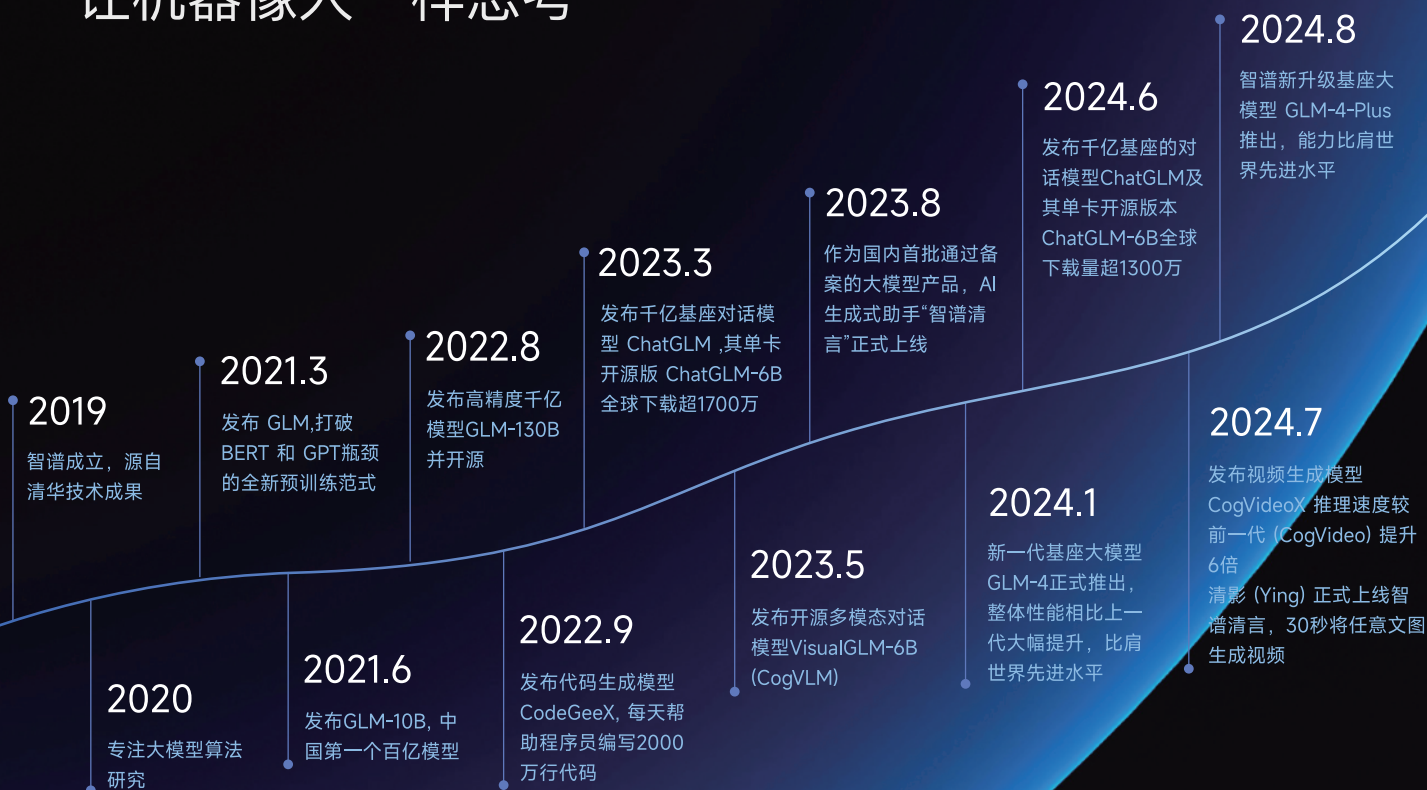 让机器像人一样思考
2019
智谱成立，源自
清华技术成果
2020
专注大模型算法
研究
2021.3
发布 GLM,打破
BERT 和 GPT瓶颈
的全新预训练范式
2021.6
发布GLM-10B, 中
国第一个百亿模型
2022.8
发布高精度千亿
模型GLM-130B
并开源
2022.9
发布代码生成模型
CodeGeeX, 每天帮
助程序员编写2000
万行代码
2023.3
发布千亿基座对话模
型 ChatGLM ,其单卡
开源版 ChatGLM-6B
全球下载超1700万
2023.5
发布开源多模态对话
模型VisualGLM-6B
(CogVLM)
2023.8
作为国内首批通过备
案的大模型产品，AI
生成式助手“智谱清
言”正式上线
2024.1
新一代基座大模型
GLM-4正式推出，
整体性能相比上一
代大幅提升，比肩
世界先进水平
2024.6
发布千亿基座的对
话模型ChatGLM及
其单卡开源版本
ChatGLM-6B全球
下载量超1300万
2024.7
发布视频生成模型
CogVideoX 推理速度较
前一代 (CogVideo) 提升
6倍
清影 (Ying) 正式上线智
谱清言，30秒将任意文图
生成视频
2024.8
智谱新升级基座大
模型 GLM-4-Plus
推出，能力比肩世
界先进水平